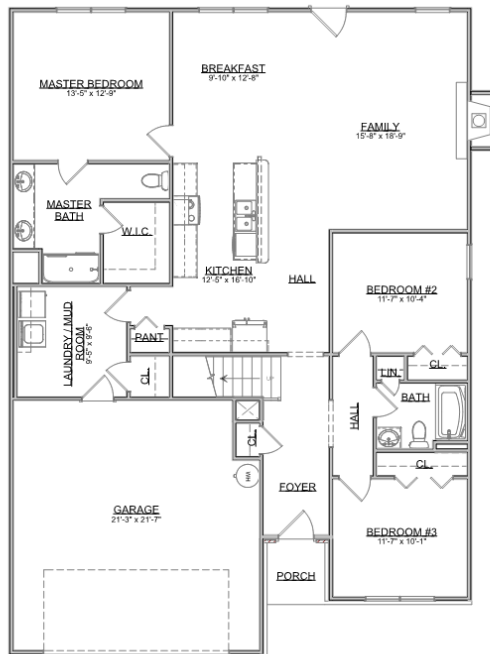 MASTER BEDROOM
13'-5" x 12'-9"
BREAKFAST
9'-10" x 12'-8"
FAMILY
15'-8" x 18'-9"
MASTER
BATH
W.I.C.
KITCHEN
12'-5" x 16'-10"
HALL
BEDROOM #2
11'-7" x 10'-4"
LAUNDRY / MUD
ROOM
9'-5" x 9'-6"
PANT.
CL.
LIN.
CL.
BATH
HALL
CL.
CL.
WH
FOYER
GARAGE
21'-3" x 21'-7"
BEDROOM #3
11'-7" x 10'-1"
PORCH